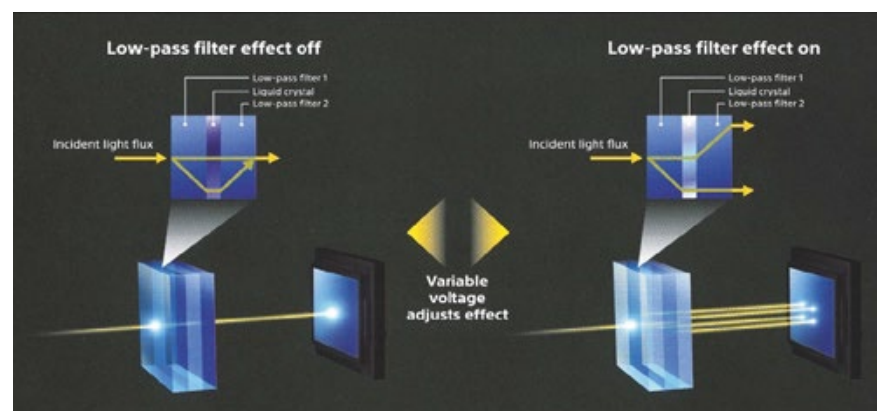 Low-pass filter effect off
Low-pass filter 1
Liquid crystal
Low-pass filter 2
Incident light flux
Low-pass filter effect on
Low-pass filter 1
Liquid crystal
Low-pass filter 2
Incident light flux
Variable
voltage
adjusts effect